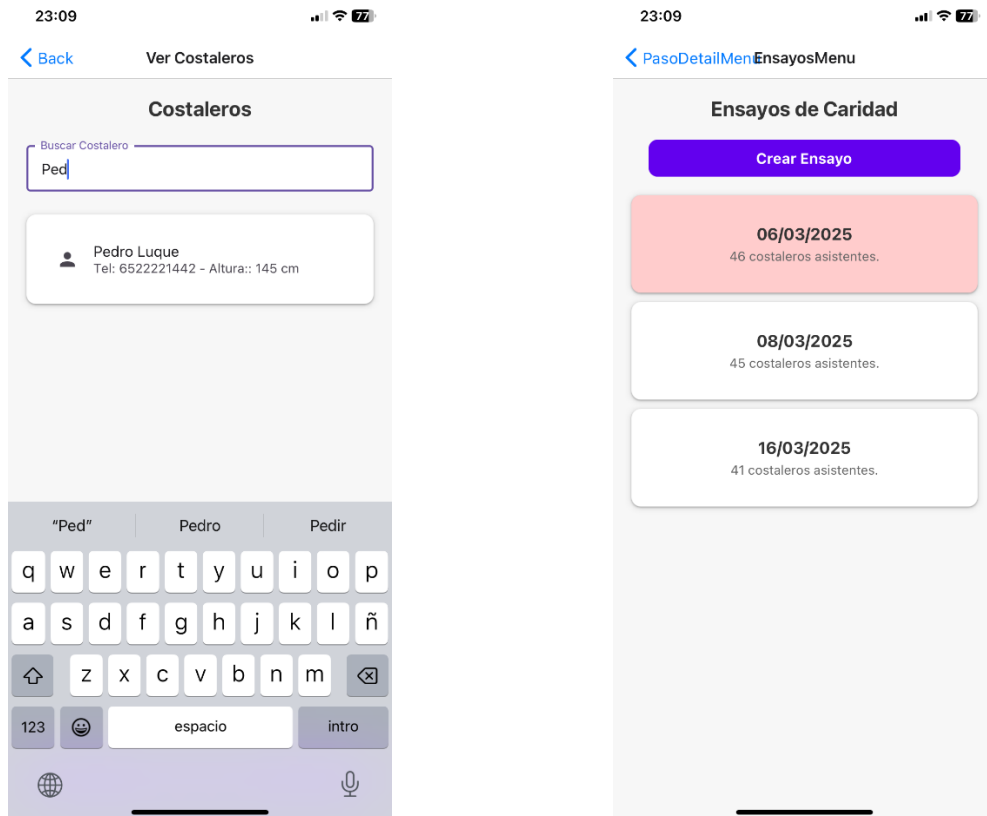 23:09
77
Back
Ver Costaleros
Costaleros
Buscar Costalero
Ped
Pedro Luque
Tel: 6522221442 - Altura:: 145 cm
“Ped”
Pedro
Pedir
q w e r t y u i o p
a s d f g h j k l ñ
z x c v b n m
123
espacio
intro
23:09
77
PasoDetailMenu
EnsayosMenu
Ensayos de Caridad
Crear Ensayo
06/03/2025
46 costaleros asistentes.
08/03/2025
45 costaleros asistentes.
16/03/2025
41 costaleros asistentes.